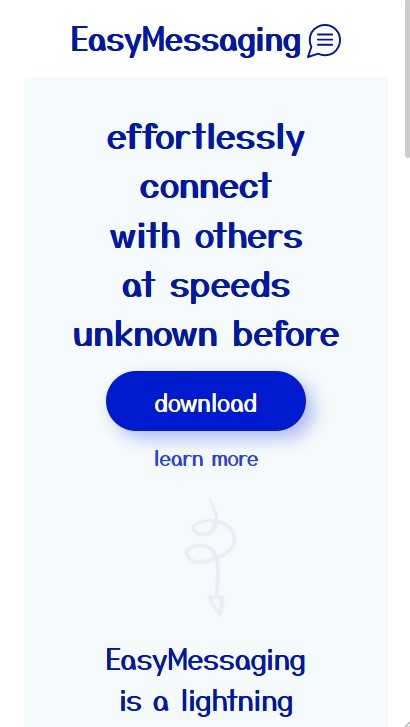 EasyMessaging
effortlessly
connect
with others
at speeds
unknown before
download
learn more
EasyMessaging
is a lightning